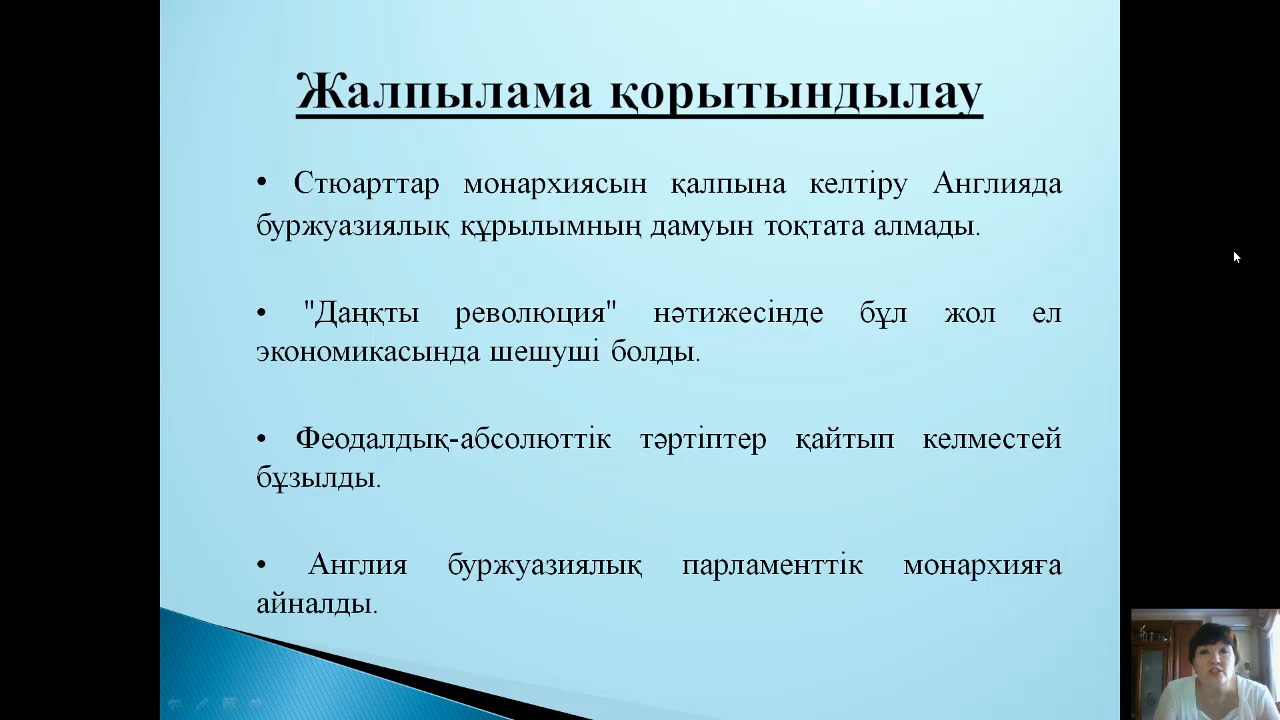 Жалпылама қорытындылау
• Стюарттар монархиясын қалпына келтіру Англияда
буржуазиялық құрылымның дамуын тоқтата алмады.
• "Даңқты революция" нәтижесінде бұл жол ел
экономикасында шешуші болды.
• Феодалдық-абсолюттік тәртіптер қайтып келместей
бұзылды.
• Англия буржуазиялық парламенттік монархияға
айналды.